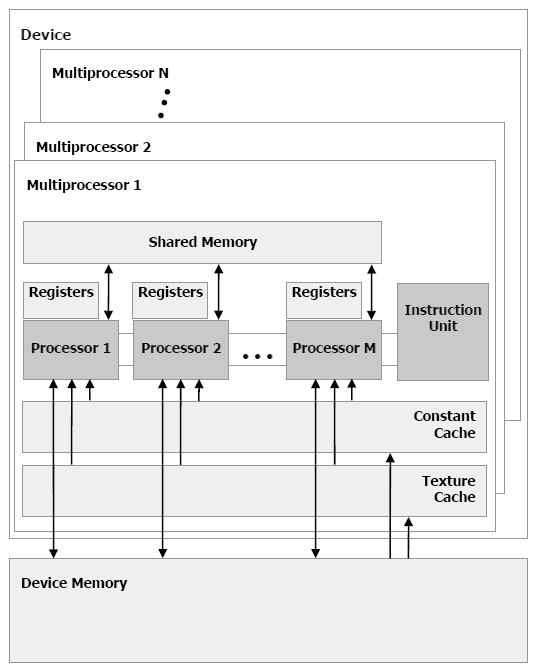 Device
Multiprocessor N
Multiprocessor 2
Multiprocessor 1
Shared Memory
Registers
Registers
Registers
Processor 1
Processor 2
Processor M
Instruction
Unit
Constant
Cache
Texture
Cache
Device Memory